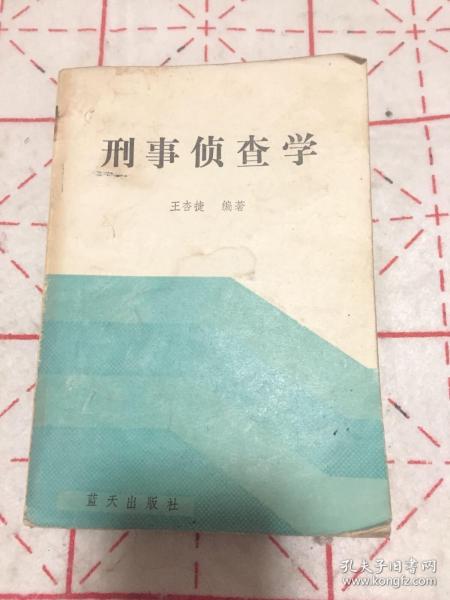 刑事侦查学
王杏捷 编著
蓝天出版社
孔夫子旧书网
www.kongfz.com